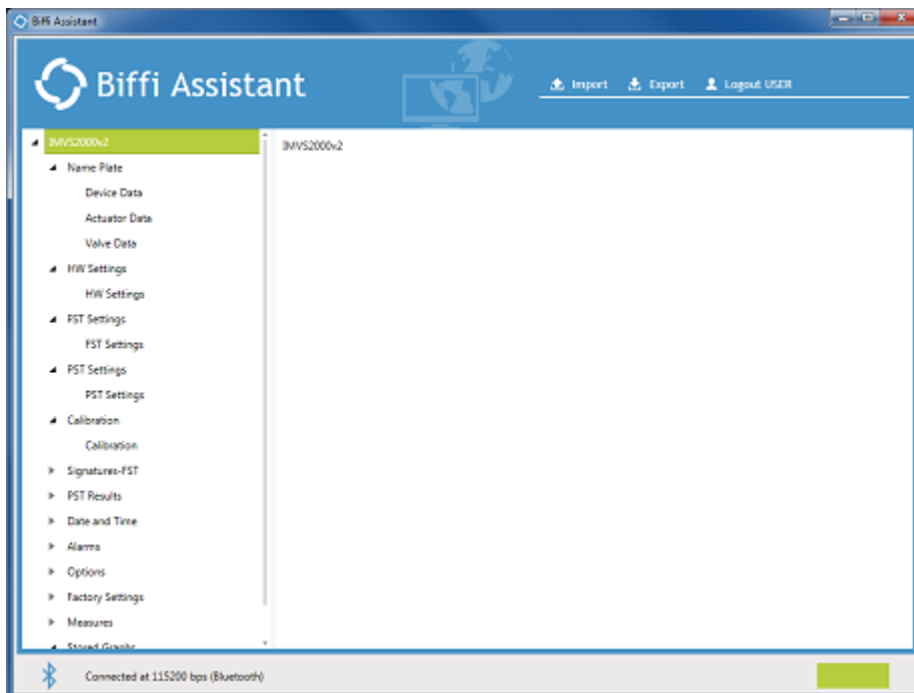 Biffi Assistant
Biffi Assistant
Import Export Logout USER
IMVS2000v2
IMVS2000v2
Name Plate
Device Data
Actuator Data
Valve Data
HW Settings
HW Settings
FST Settings
FST Settings
PST Settings
PST Settings
Calibration
Calibration
Signatures-FST
PST Results
Date and Time
Alarms
Options
Factory Settings
Measures
Stored Graphs
Connected at 115200 bps (Bluetooth)